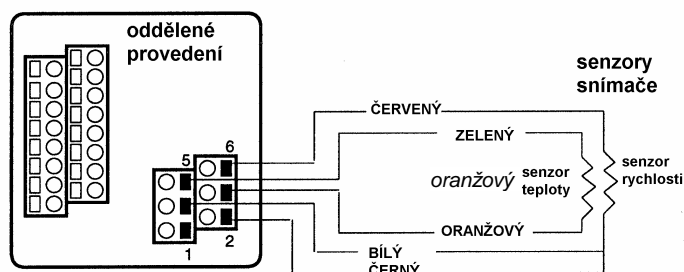 oddělené
provedení
senzory
snímače
ČERVENÝ
ZELENÝ
oranžový
senzor
teploty
senzor
rychlosti
ORANŽOVÝ
BÍLÝ
ČERNÝ
5
6
1
2